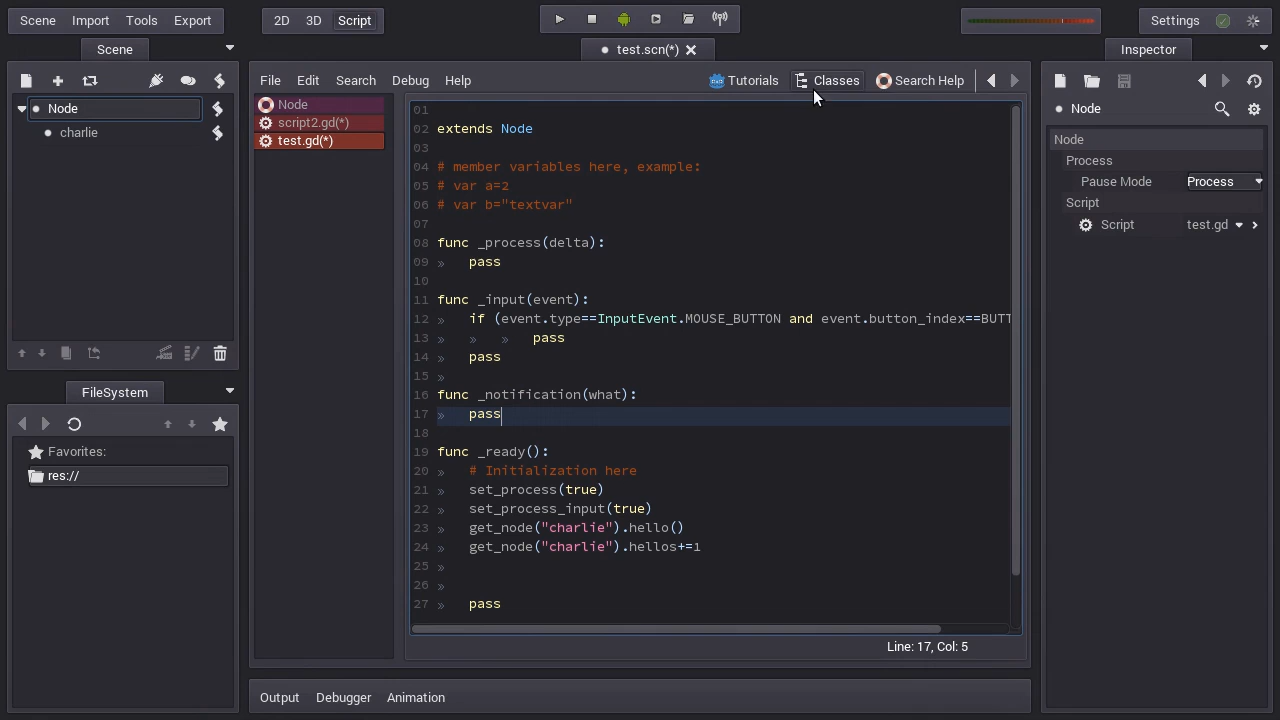 Scene Import Tools Export
2D 3D Script
Settings
Scene
test.scn(*)
Inspector
File Edit Search Debug Help
Tutorials Classes Search Help
Node
charlie
Node
script2.gd(*)
test.gd(*)
01
02 extends Node
03
04 # member variables here, example:
05 # var a=2
06 # var b="textvar"
07
08 func _process(delta):
09 » pass
10
11 func _input(event):
12 » if (event.type==InputEvent.MOUSE_BUTTON and event.button_index==BUTT
13 » » » pass
14 » pass
15 »
16 func _notification(what):
17 » pass
18
19 func _ready():
20 » # Initialization here
21 » set_process(true)
22 » set_process_input(true)
23 » get_node("charlie").hello()
24 » get_node("charlie").hellos+=1
25 »
26 »
27 » pass
Line: 17, Col: 5
Node
Node
Process
Pause Mode Process
Script
Script test.gd
FileSystem
Favorites:
res://
Output Debugger Animation